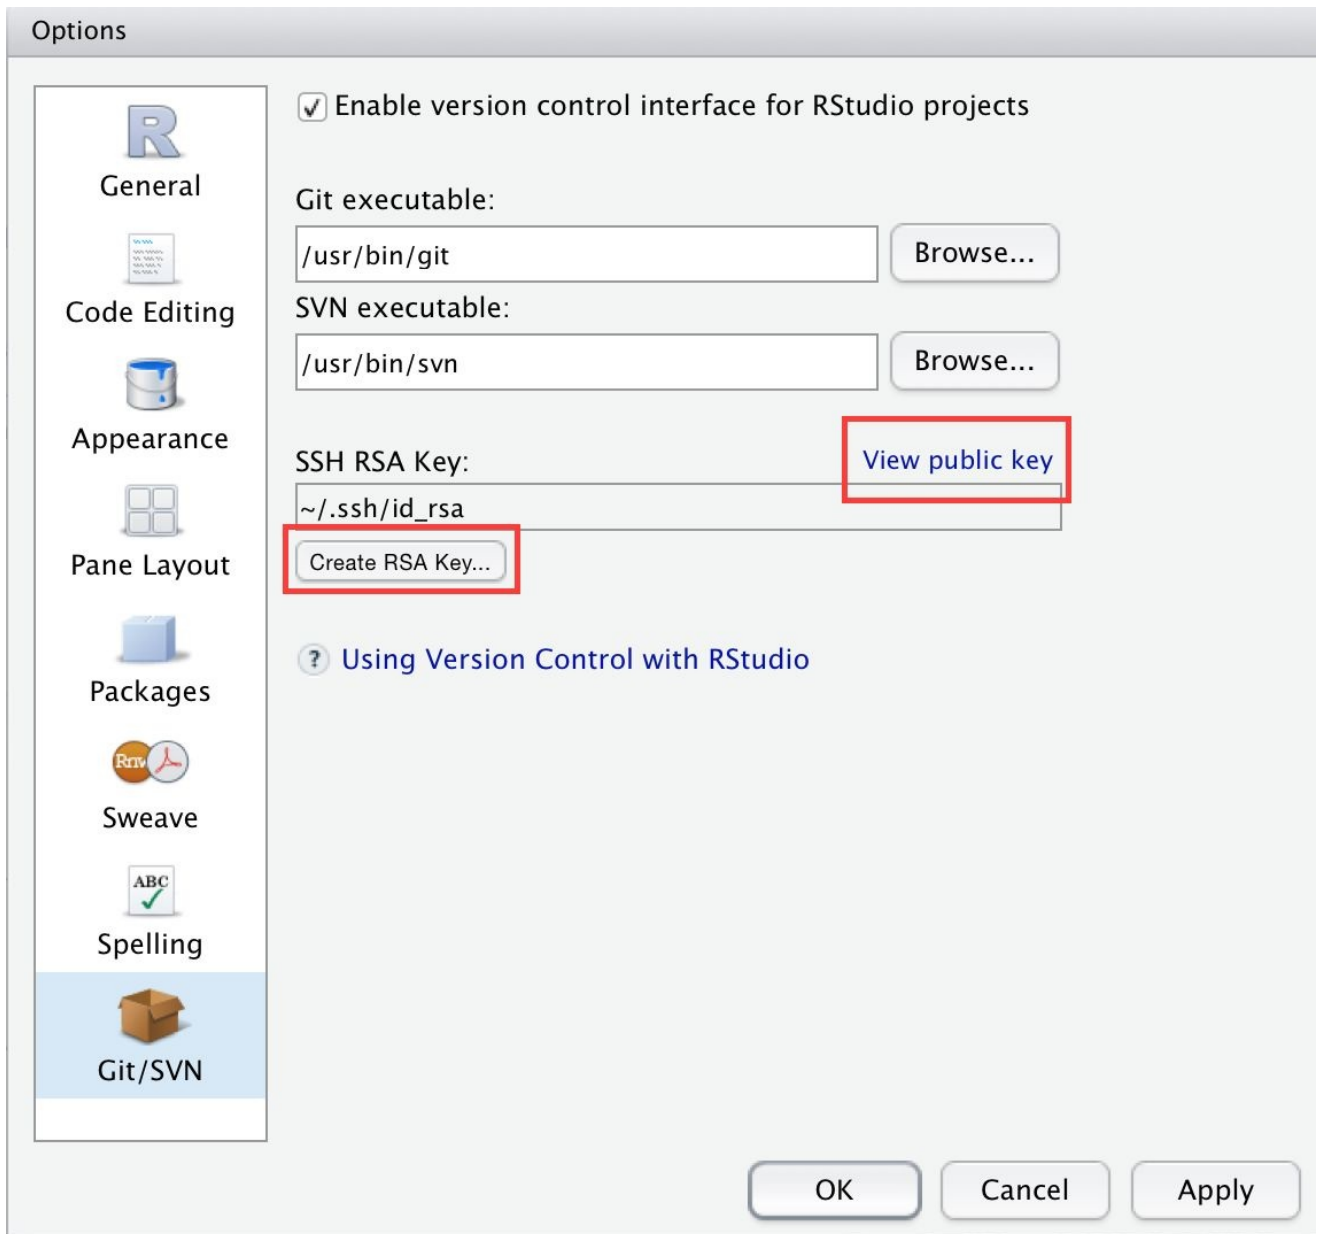 Options
General
Code Editing
Appearance
Pane Layout
Packages
Rnw
Sweave
ABC
Spelling
Git/SVN
Enable version control interface for RStudio projects
Git executable:
/usr/bin/git
Browse...
SVN executable:
/usr/bin/svn
Browse...
SSH RSA Key:
View public key
~/.ssh/id_rsa
Create RSA Key...
? Using Version Control with RStudio
OK
Cancel
Apply